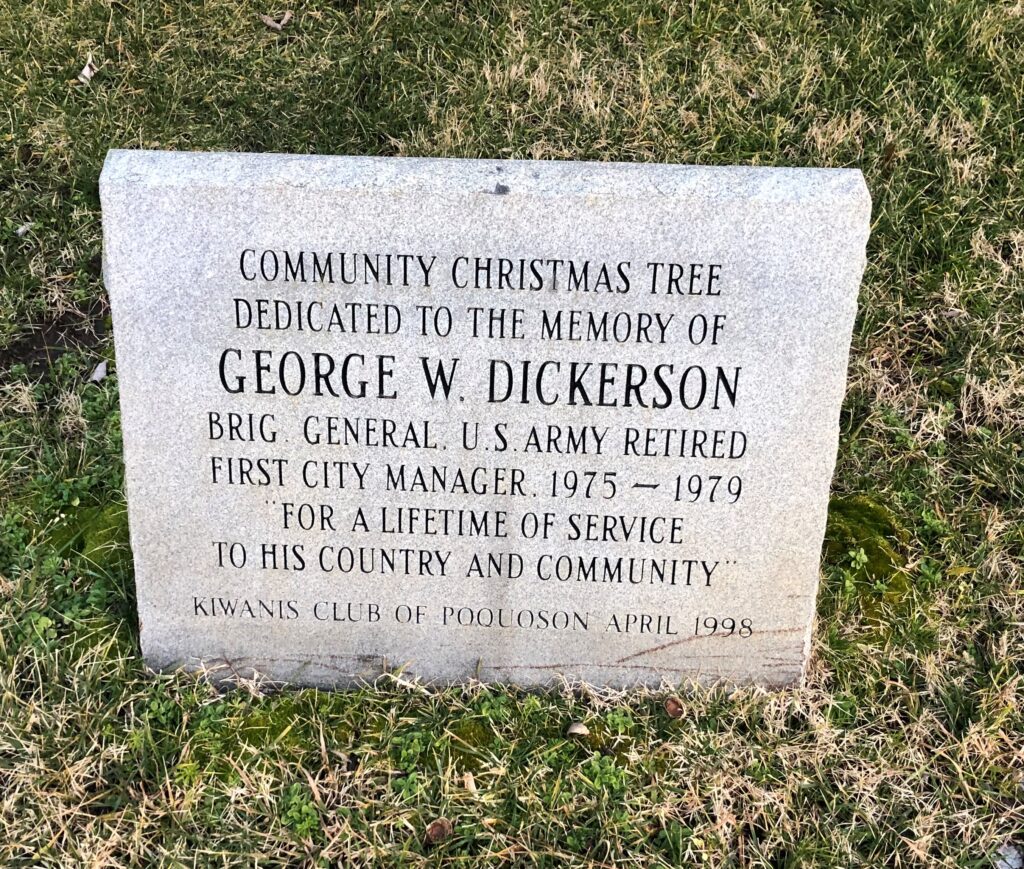 COMMUNITY CHRISTMAS TREE
DEDICATED TO THE MEMORY OF
GEORGE W. DICKERSON
BRIG. GENERAL, U.S. ARMY RETIRED
FIRST CITY MANAGER, 1975 — 1979
"FOR A LIFETIME OF SERVICE
TO HIS COUNTRY AND COMMUNITY"
KIWANIS CLUB OF POQUOSON APRIL 1998